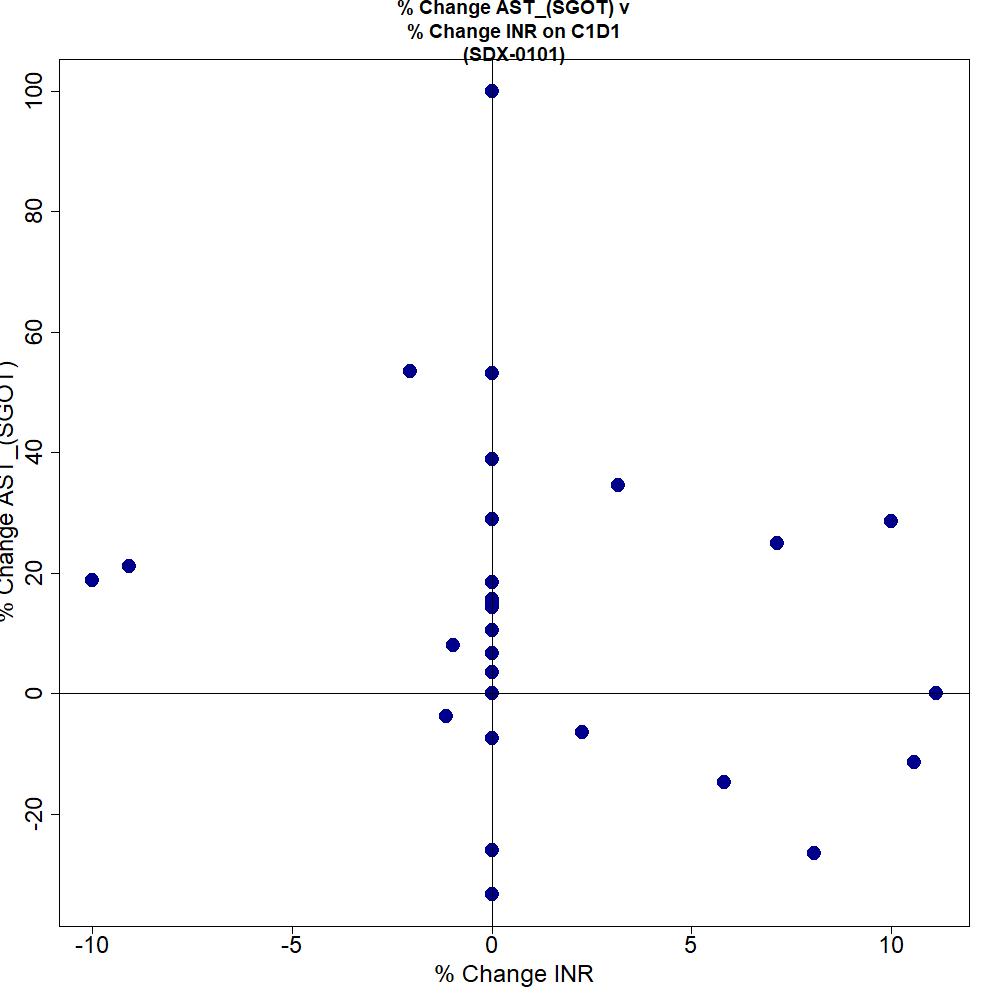 % Change AST_(SGOT) v
% Change INR on C1D1
(SDX-0101)
% Change AST_(SGOT)
100
80
60
40
20
0
-20
-10
-5
0
5
10
% Change INR